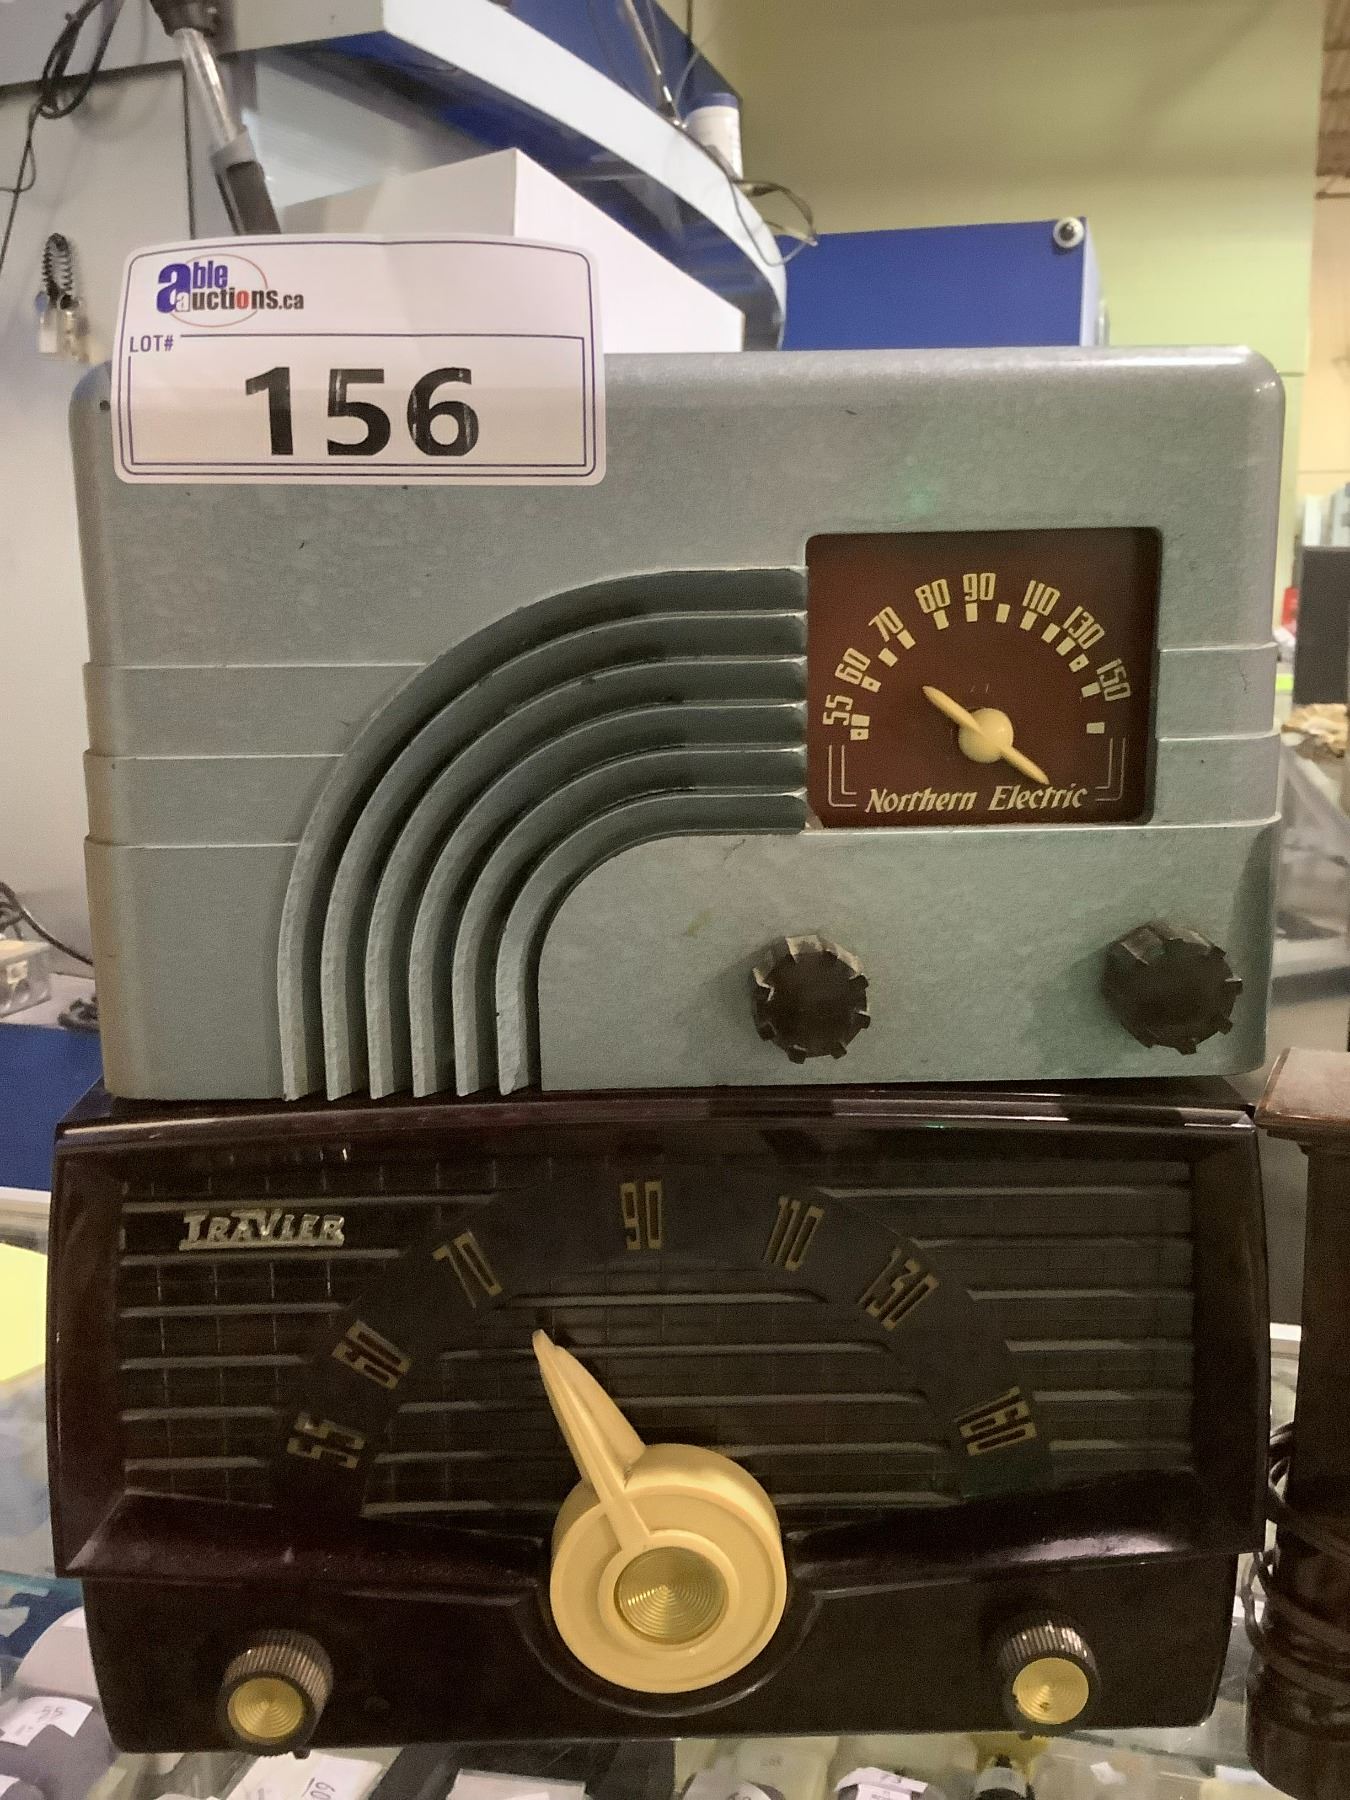 able
auctions.ca
LOT#
156
55 60 70 80 90 110 130 150
Northern Electric
TRAVLER
55 60 70 90 110 130 160
55